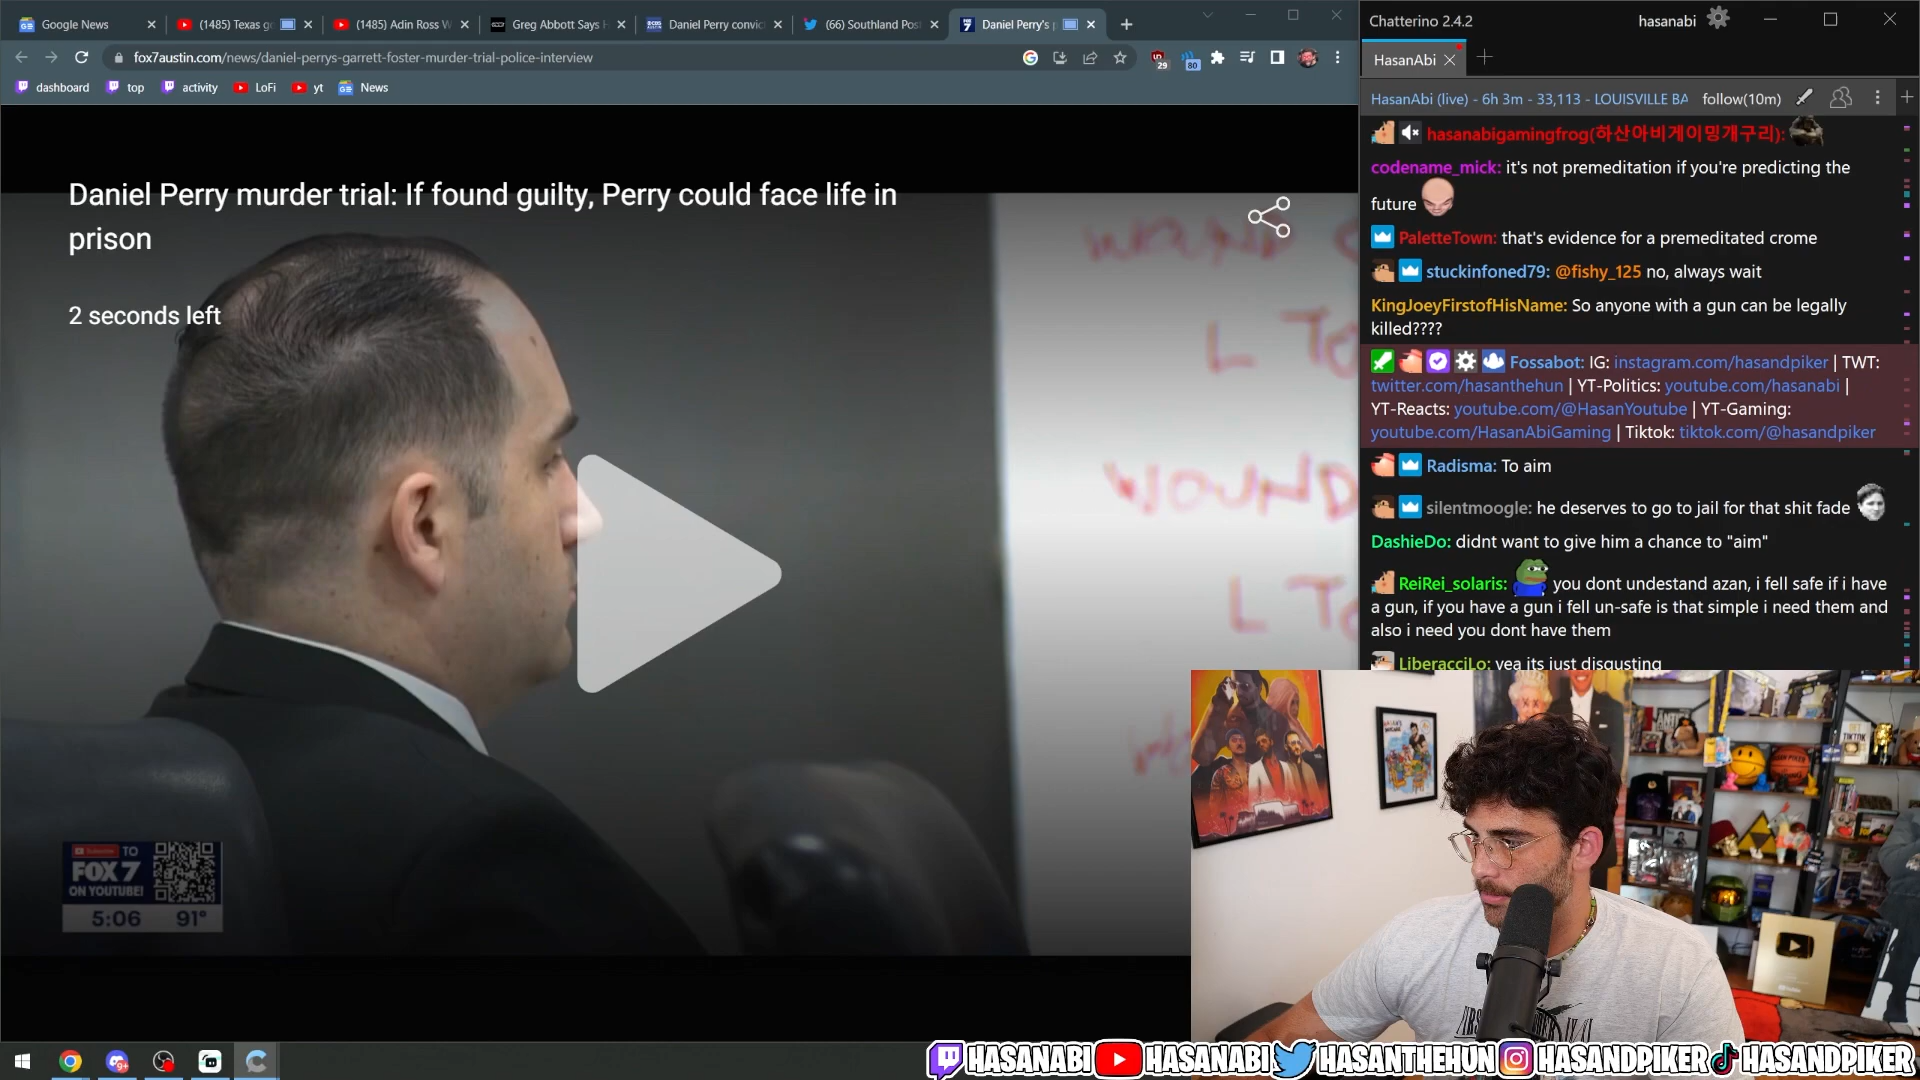 Google News
(1485) Texas g
(1485) Adin Ross W
Greg Abbott Says H
Daniel Perry convic
(66) Southland Pos
Daniel Perry's
fox7austin.com/news/daniel-perrys-garrett-foster-murder-trial-police-interview
29
80
dashboard
top
activity
LoFi
yt
News
Daniel Perry murder trial: If found guilty, Perry could face life in
prison
2 seconds left
WOUND
L TO
WOUND
L TO
Subscribe TO
FOX 7
ON YOUTUBE!
5:06 91°
Chatterino 2.4.2
hasanabi
HasanAbi
HasanAbi (live) - 6h 3m - 33,113 - LOUISVILLE BA
follow(10m)
hasanabigamingfrog(하산아비게이밍개구리):
codename_mick: it's not premeditation if you're predicting the
future
PaletteTown: that's evidence for a premeditated crome
stuckinfoned79: @fishy_125 no, always wait
KingJoeyFirstofHisName: So anyone with a gun can be legally
killed????
Fossabot: IG: instagram.com/hasandpiker | TWT:
twitter.com/hasanthehun | YT-Politics: youtube.com/hasanabi |
YT-Reacts: youtube.com/@HasanYoutube | YT-Gaming:
youtube.com/HasanAbiGaming | Tiktok: tiktok.com/@hasandpiker
Radisma: To aim
silentmoogle: he deserves to go to jail for that shit fade
DashieDo: didnt want to give him a chance to "aim"
ReiRei_solaris: you dont undestand azan, i fell safe if i have
a gun, if you have a gun i fell un-safe is that simple i need them and
also i need you dont have them
LiberacciLo: yea its just disgusting
HASANABI
HASANABI
HASANTHEHUN
HASANDPIKER
HASANDPIKER